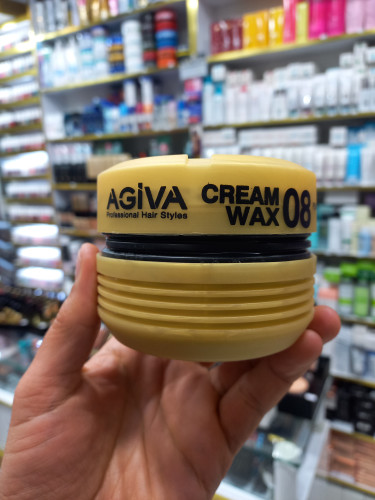 AGiVA
Professional Hair Styles
CREAM
WAX 08